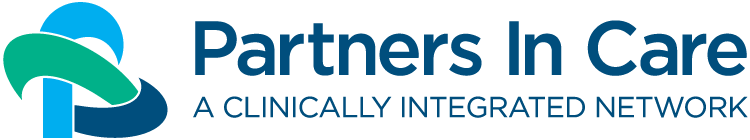 Partners In Care
A CLINICALLY INTEGRATED NETWORK